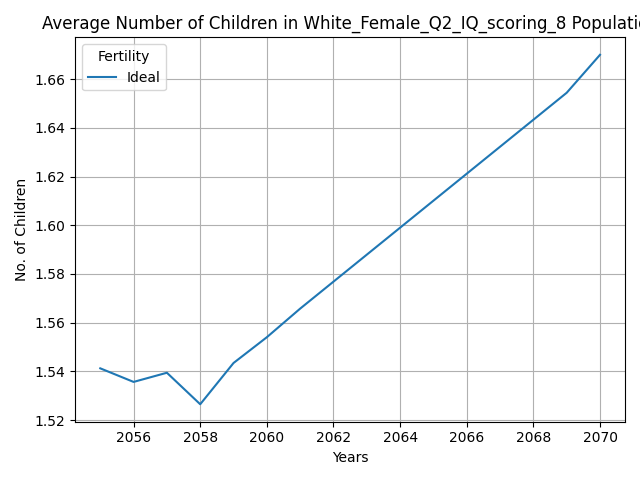 Average Number of Children in White_Female_Q2_IQ_scoring_8 Populatio
Fertility
Ideal
No. of Children
1.66
1.64
1.62
1.60
1.58
1.56
1.54
1.52
2056 2058 2060 2062 2064 2066 2068 2070
Years